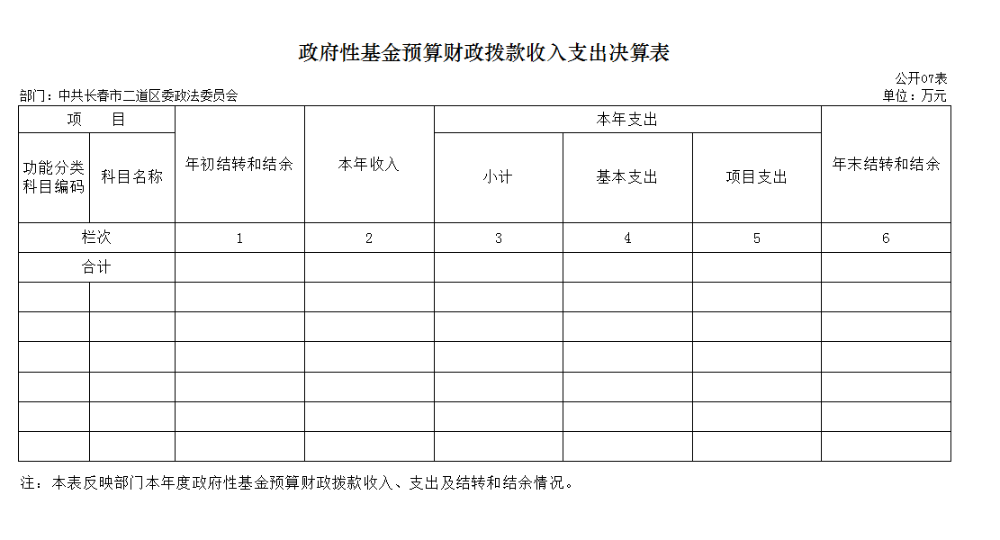 政府性基金预算财政拨款收入支出决算表
公开07表
部门：中共长春市二道区委政法委员会 单位：万元
项 目 年初结转和结余 本年收入 本年支出 年末结转和结余
功能分类科目编码 科目名称 小计 基本支出 项目支出
栏次 1 2 3 4 5 6
合计
注：本表反映部门本年度政府性基金预算财政拨款收入、支出及结转和结余情况。